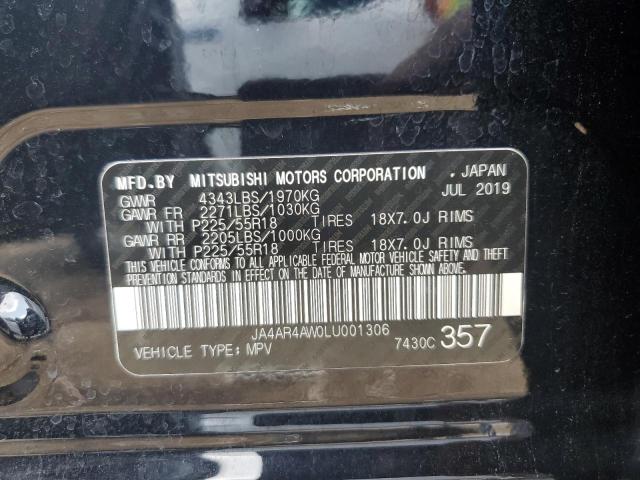 MFD.BY MITSUBISHI MOTORS CORPORATION . JAPAN
GVWR 4343LBS/1970KG JUL 2019
GAWR FR 2271LBS/1030KG
WITH P225/55R18 TIRES 18X7.0J RIMS
GAWR RR 2205LBS/1000KG
WITH P225/55R18 TIRES 18X7.0J RIMS
THIS VEHICLE CONFORMS TO ALL APPLICABLE FEDERAL MOTOR VEHICLE SAFETY AND
THEFT PREVENTION STANDARDS IN EFFECT ON THE DATE OF MANUFACTURE SHOWN ABOVE.
JA4AR4AW0LU001306
VEHICLE TYPE: MPV 7430C 357